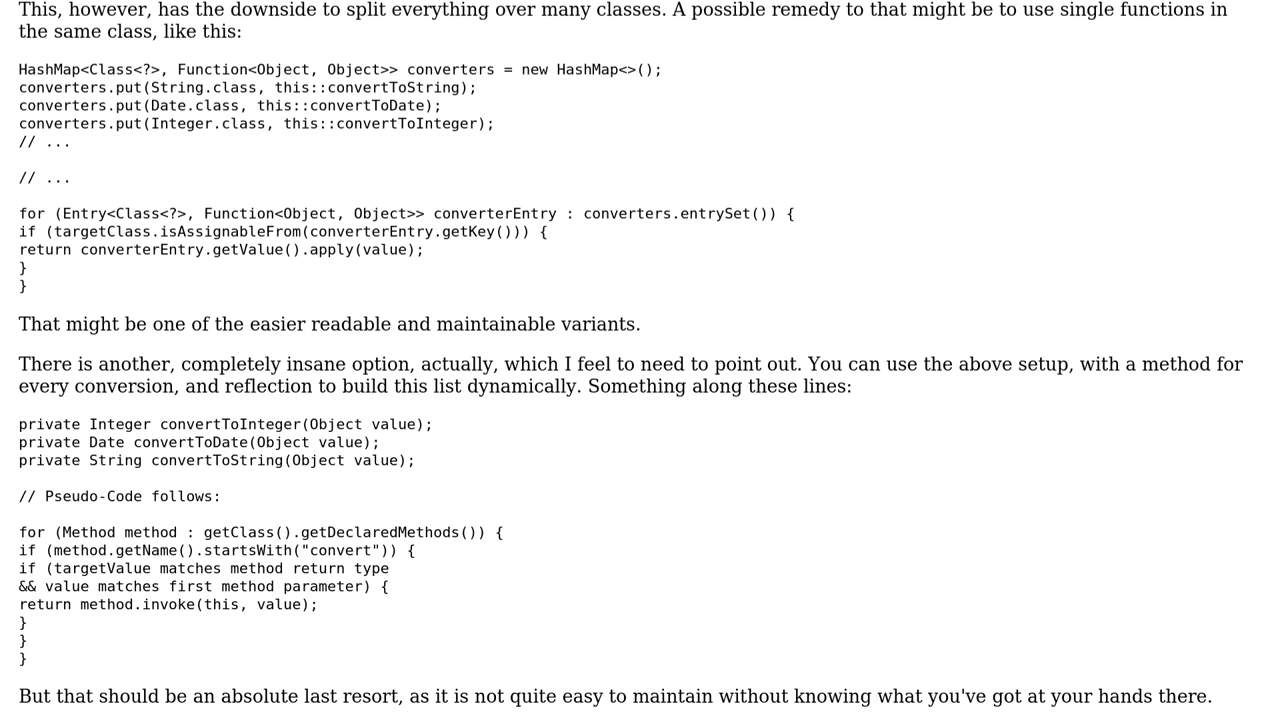 This, however, has the downside to split everything over many classes. A possible remedy to that might be to use single functions in
the same class, like this:
HashMap<Class<?>, Function<Object, Object>> converters = new HashMap<>();
converters.put(String.class, this::convertToString);
converters.put(Date.class, this::convertToDate);
converters.put(Integer.class, this::convertToInteger);
// ...
// ...
for (Entry<Class<?>, Function<Object, Object>> converterEntry : converters.entrySet()) {
if (targetClass.isAssignableFrom(converterEntry.getKey())) {
return converterEntry.getValue().apply(value);
}
}
That might be one of the easier readable and maintainable variants.
There is another, completely insane option, actually, which I feel to need to point out. You can use the above setup, with a method for
every conversion, and reflection to build this list dynamically. Something along these lines:
private Integer convertToInteger(Object value);
private Date convertToDate(Object value);
private String convertToString(Object value);
// Pseudo-Code follows:
for (Method method : getClass().getDeclaredMethods()) {
if (method.getName().startsWith("convert")) {
if (targetValue matches method return type
&& value matches first method parameter) {
return method.invoke(this, value);
}
}
}
But that should be an absolute last resort, as it is not quite easy to maintain without knowing what you've got at your hands there.